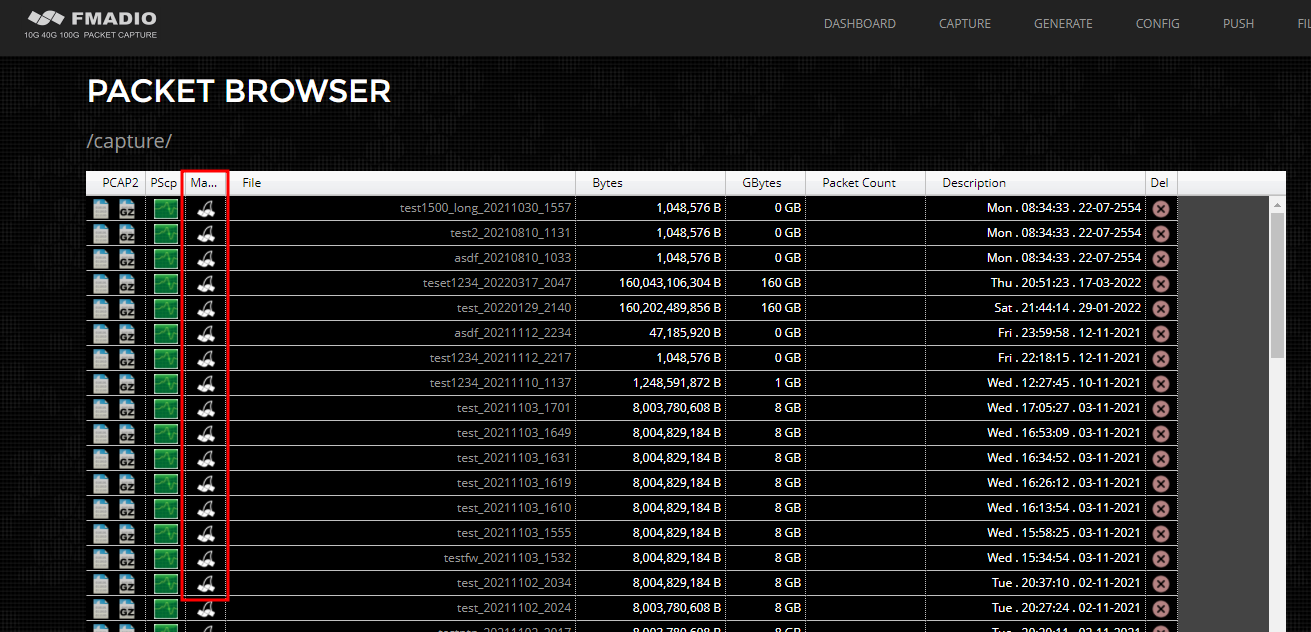 FMADIO
10G 40G 100G PACKET CAPTURE
DASHBOARD CAPTURE GENERATE CONFIG PUSH FIL
PACKET BROWSER
/capture/
PCAP2 PScp Ma... File Bytes GBytes Packet Count Description Del
GZ test1500_long_20211030_1557 1,048,576 B 0 GB Mon . 08:34:33 . 22-07-2554
GZ test2_20210810_1131 1,048,576 B 0 GB Mon . 08:34:33 . 22-07-2554
GZ asdf_20210810_1033 1,048,576 B 0 GB Mon . 08:34:33 . 22-07-2554
GZ teset1234_20220317_2047 160,043,106,304 B 160 GB Thu . 20:51:23 . 17-03-2022
GZ test_20220129_2140 160,202,489,856 B 160 GB Sat . 21:44:14 . 29-01-2022
GZ asdf_20211112_2234 47,185,920 B 0 GB Fri . 23:59:58 . 12-11-2021
GZ test1234_20211112_2217 1,048,576 B 0 GB Fri . 22:18:15 . 12-11-2021
GZ test1234_20211110_1137 1,248,591,872 B 1 GB Wed . 12:27:45 . 10-11-2021
GZ test_20211103_1701 8,003,780,608 B 8 GB Wed . 17:05:27 . 03-11-2021
GZ test_20211103_1649 8,004,829,184 B 8 GB Wed . 16:53:09 . 03-11-2021
GZ test_20211103_1631 8,004,829,184 B 8 GB Wed . 16:34:52 . 03-11-2021
GZ test_20211103_1619 8,004,829,184 B 8 GB Wed . 16:26:12 . 03-11-2021
GZ test_20211103_1610 8,004,829,184 B 8 GB Wed . 16:13:54 . 03-11-2021
GZ test_20211103_1555 8,004,829,184 B 8 GB Wed . 15:58:25 . 03-11-2021
GZ testfw_20211103_1532 8,004,829,184 B 8 GB Wed . 15:34:54 . 03-11-2021
GZ test_20211102_2034 8,004,829,184 B 8 GB Tue . 20:37:10 . 02-11-2021
GZ test_20211102_2024 8,003,780,608 B 8 GB Tue . 20:27:24 . 02-11-2021